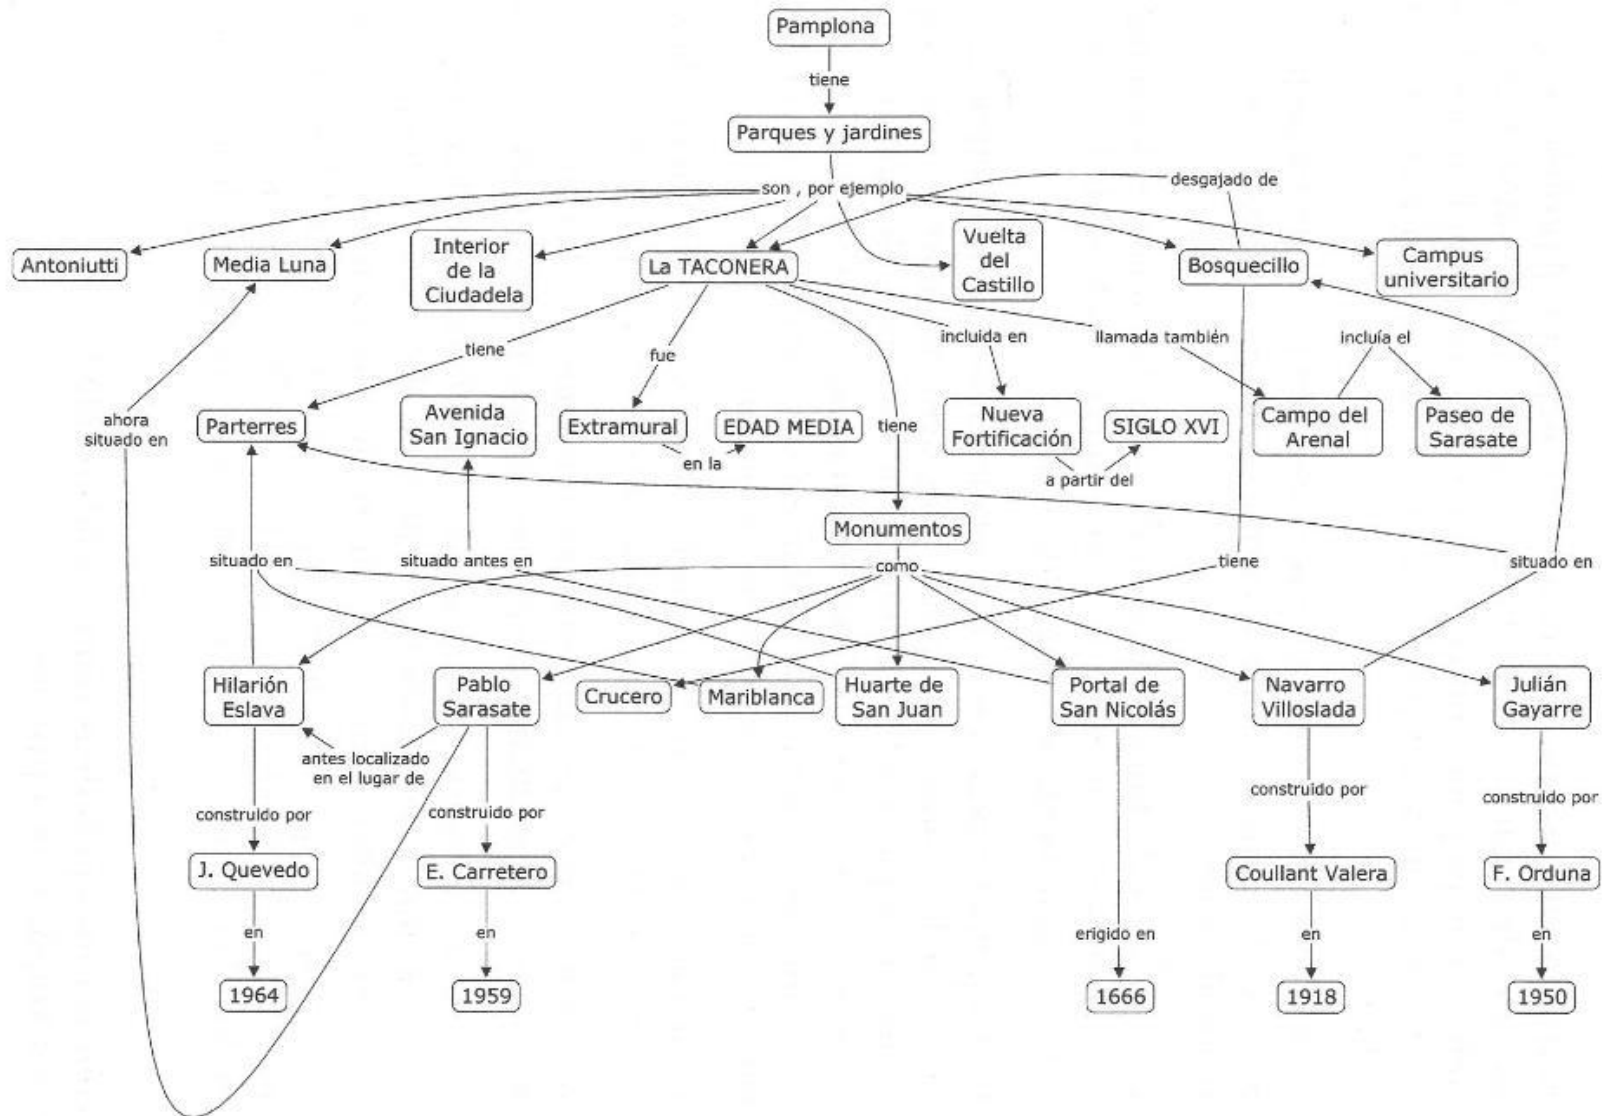 Pamplona
tiene
Parques y jardines
son , por ejemplo
desgajado de
Antoniutti
Media Luna
Interior
de la
Ciudadela
La TACONERA
Vuelta
del
Castillo
Bosquecillo
Campus
universitario
tiene
fue
incluida en
llamada también
incluía el
ahora
situado en
Parterres
Avenida
San Ignacio
Extramural
en la
EDAD MEDIA
tiene
Nueva
Fortificación
a partir del
SIGLO XVI
Campo del
Arenal
Paseo de
Sarasate
Monumentos
situado en
situado antes en
como
tiene
situado en
Hilarión
Eslava
Pablo
Sarasate
Crucero
Mariblanca
Huarte de
San Juan
Portal de
San Nicolás
Navarro
Villoslada
Julián
Gayarre
antes localizado
en el lugar de
construido por
construido por
construido por
construido por
J. Quevedo
E. Carretero
Coullant Valera
F. Orduna
en
en
erigido en
en
en
1964
1959
1666
1918
1950